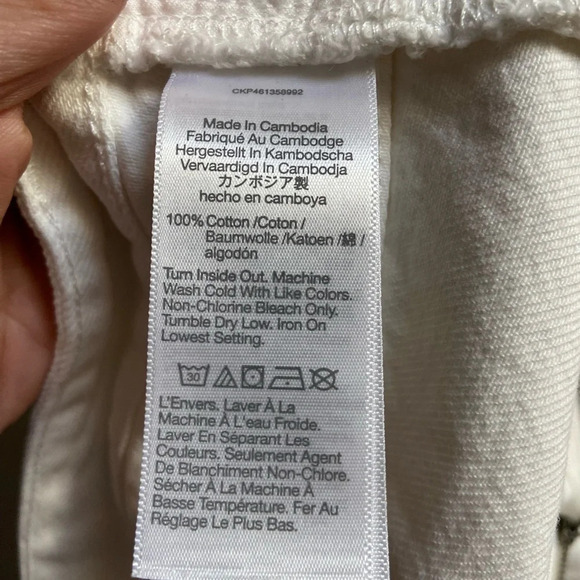 CKP461358992
Made In Cambodia
Fabriqué Au Cambodge
Hergestellt In Kambodscha
Vervaardigd In Cambodja
カンボジア製
hecho en camboya
100% Cotton /Coton /
Baumwolle /Katoen /綿 /
algodón
Turn Inside Out. Machine
Wash Cold With Like Colors.
Non-Chlorine Bleach Only.
Tumble Dry Low. Iron On
Lowest Setting.
30
L'Envers. Laver À La
Machine À L'eau Froide.
Laver En Séparant Les
Couleurs. Seulement Agent
De Blanchiment Non-Chlore.
Sécher À La Machine À
Basse Température. Fer Au
Réglage Le Plus Bas.